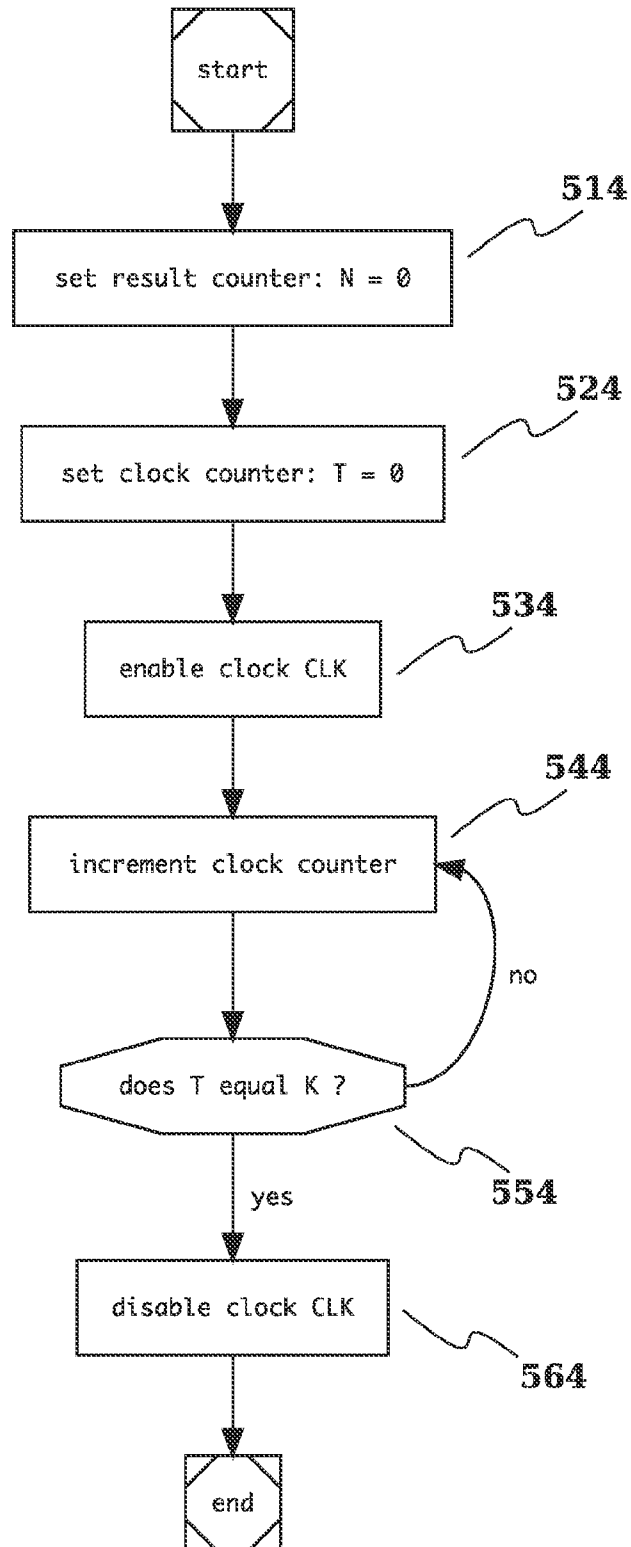 start
514
set result counter: N = 0
524
set clock counter: T = 0
534
enable clock CLK
544
increment clock counter
no
does T equal K ?
554
yes
disable clock CLK
564
end